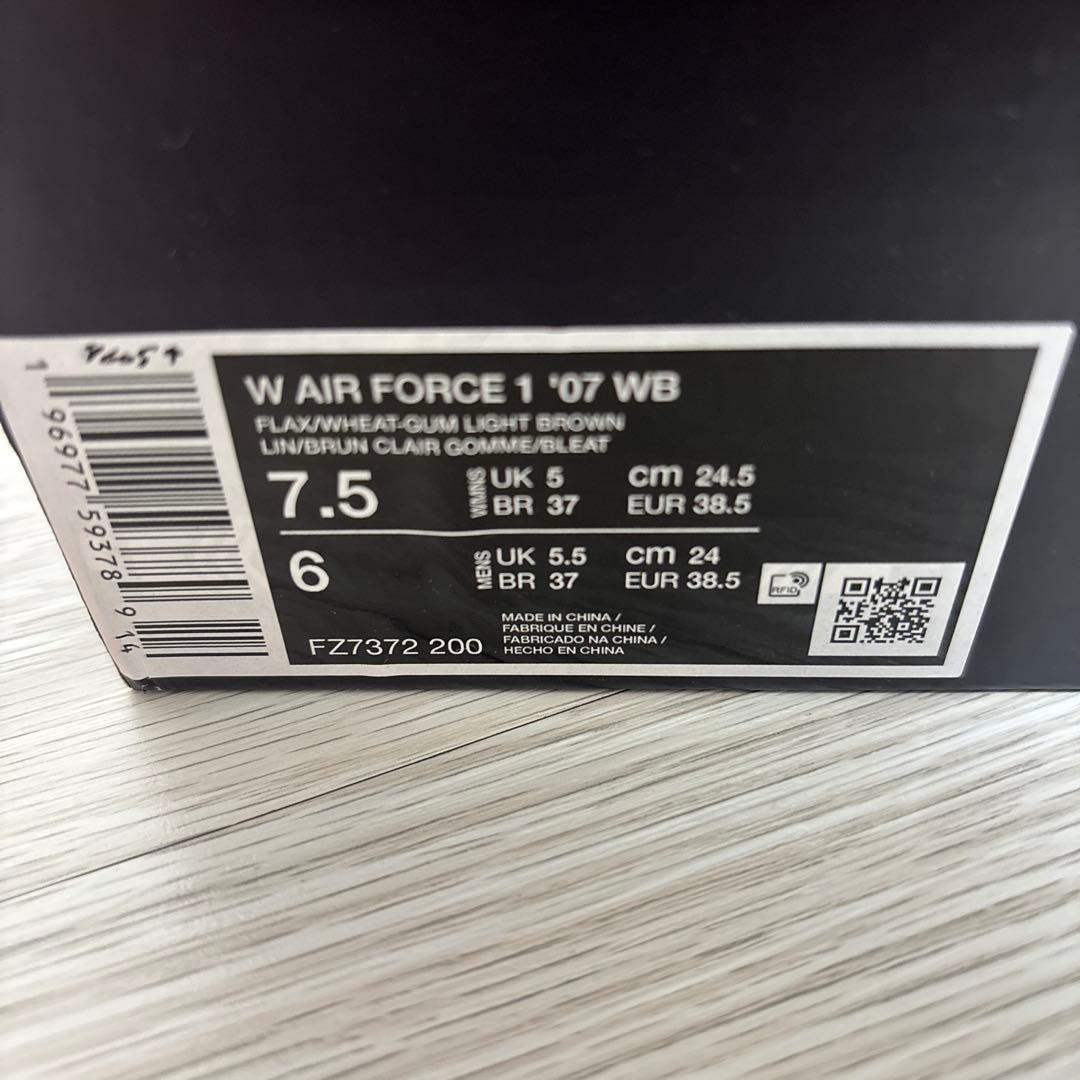 W AIR FORCE 1 '07 WB
FLAX/WHEAT-GUM LIGHT BROWN
LIN/BRUN CLAIR GOMME/BLEAT
7.5 WMNS UK 5 cm 24.5
BR 37 EUR 38.5
6 MENS UK 5.5 cm 24
BR 37 EUR 38.5
RFID
FZ7372 200
MADE IN CHINA /
FABRIQUE EN CHINE /
FABRICADO NA CHINA /
HECHO EN CHINA
1 96977 59378 9 14